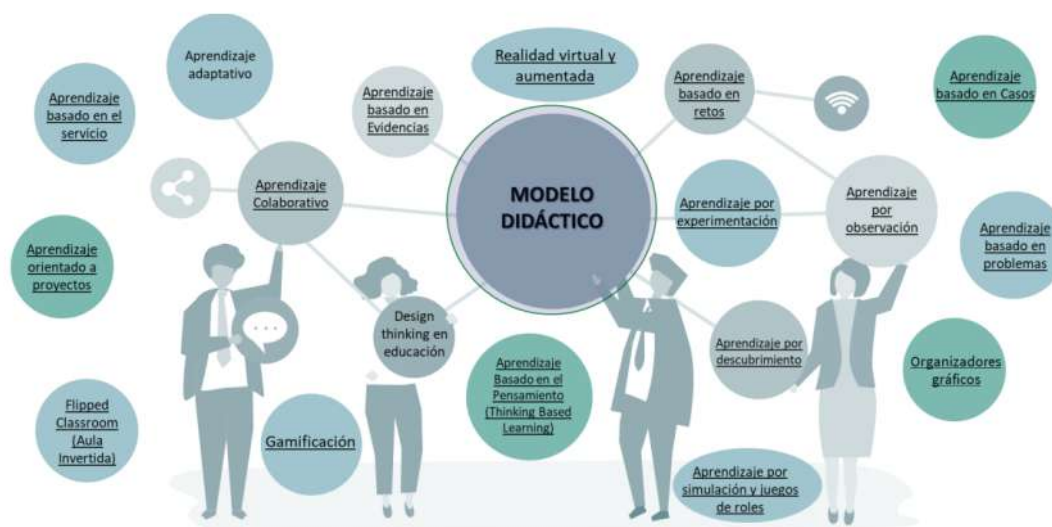 Aprendizaje
adaptativo
Realidad virtual y
aumentada
Aprendizaje
basado en
retos
Aprendizaje
basado en Casos
Aprendizaje
basado en el
servicio
Aprendizaje
basado en
Evidencias
Aprendizaje
Colaborativo
MODELO
DIDÁCTICO
Aprendizaje por
experimentación
Aprendizaje
por
observación
Aprendizaje
basado en
problemas
Aprendizaje
orientado a
proyectos
Design
thinking en
educación
Aprendizaje por
descubrimiento
Organizadores
gráficos
Aprendizaje
Basado en el
Pensamiento
(Thinking Based
Learning)
Flipped
Classroom
(Aula
Invertida)
Gamificación
Aprendizaje por
simulación y juegos
de roles